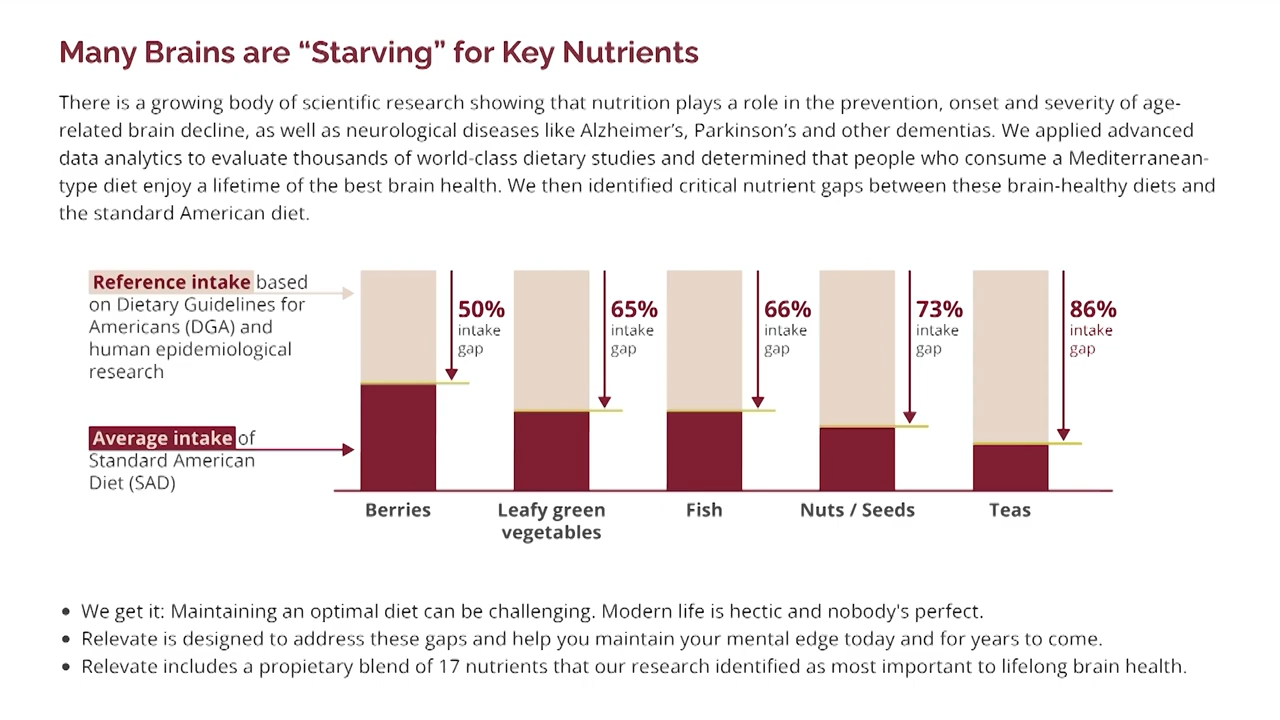 Many Brains are “Starving” for Key Nutrients
There is a growing body of scientific research showing that nutrition plays a role in the prevention, onset and severity of age-
related brain decline, as well as neurological diseases like Alzheimer’s, Parkinson’s and other dementias. We applied advanced
data analytics to evaluate thousands of world-class dietary studies and determined that people who consume a Mediterranean-
type diet enjoy a lifetime of the best brain health. We then identified critical nutrient gaps between these brain-healthy diets and
the standard American diet.
Reference intake based
on Dietary Guidelines for
Americans (DGA) and
human epidemiological
research
Average intake of
Standard American
Diet (SAD)
50%
intake
gap
65%
intake
gap
66%
intake
gap
73%
intake
gap
86%
intake
gap
Berries
Leafy green
vegetables
Fish
Nuts / Seeds
Teas
• We get it: Maintaining an optimal diet can be challenging. Modern life is hectic and nobody's perfect.
• Relevate is designed to address these gaps and help you maintain your mental edge today and for years to come.
• Relevate includes a propietary blend of 17 nutrients that our research identified as most important to lifelong brain health.